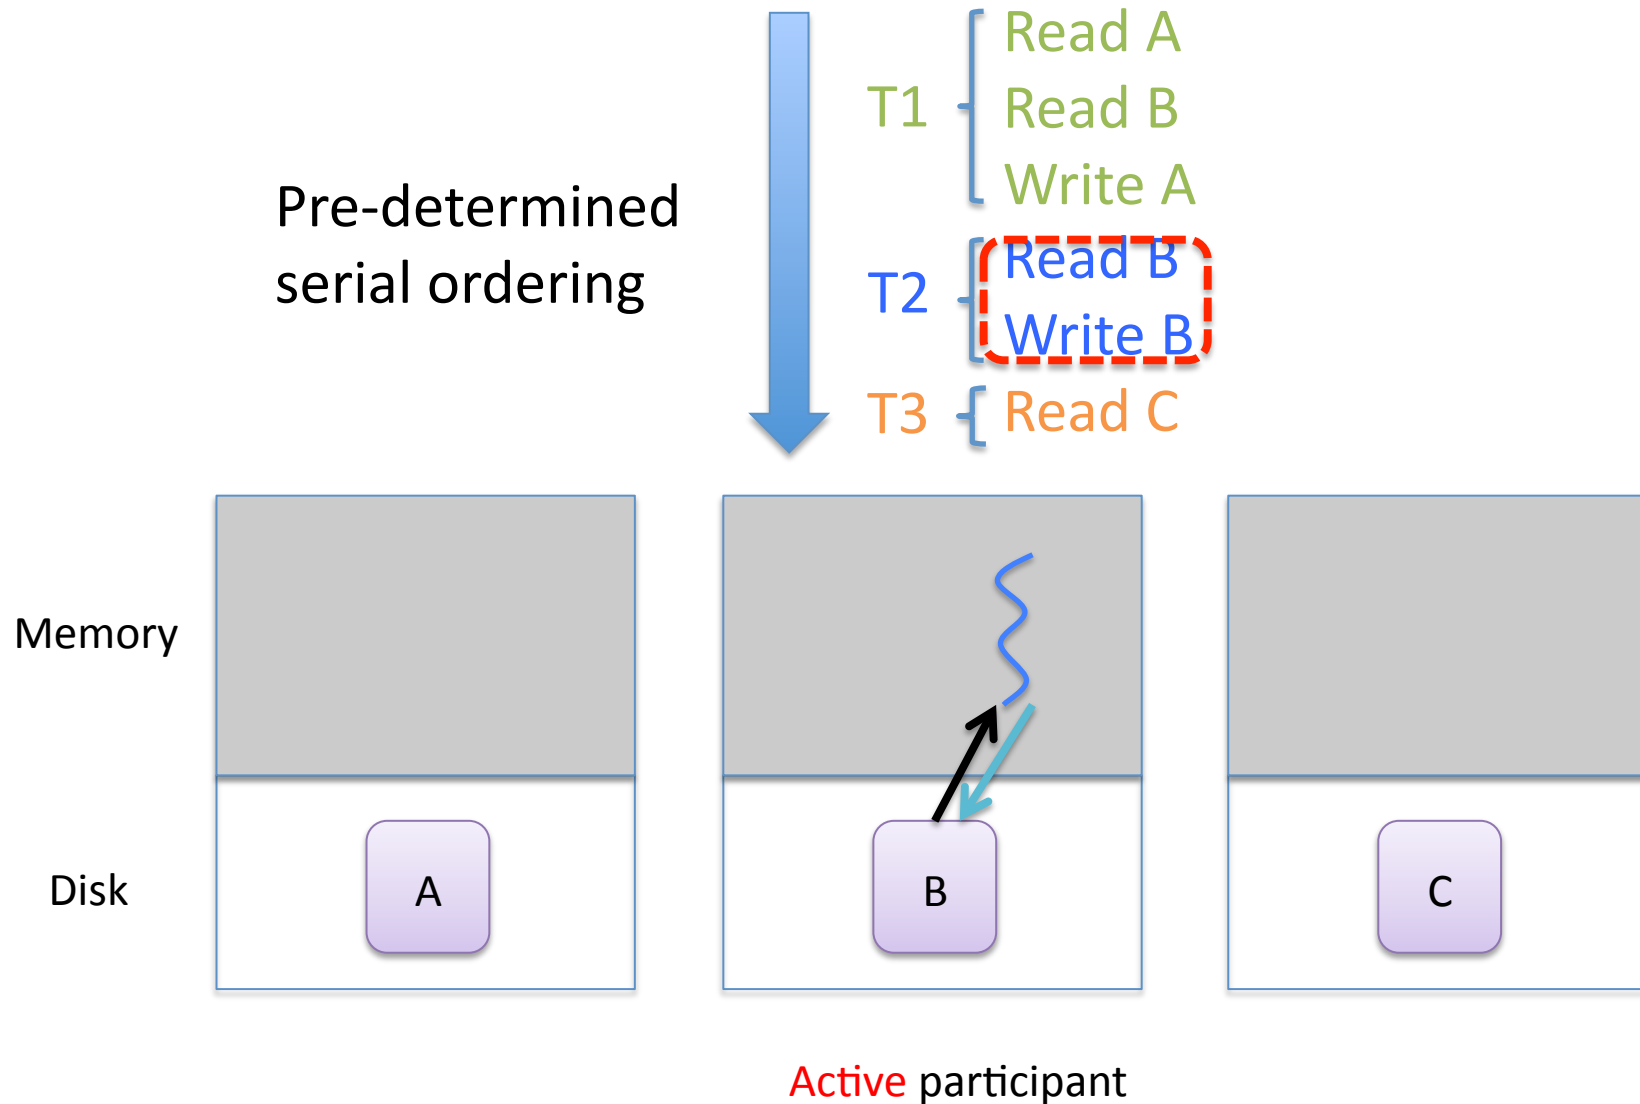 Pre-determined
serial ordering
T1
Read A
Read B
Write A
T2
Read B
Write B
T3
Read C
Memory
Disk
A
B
C
Active participant